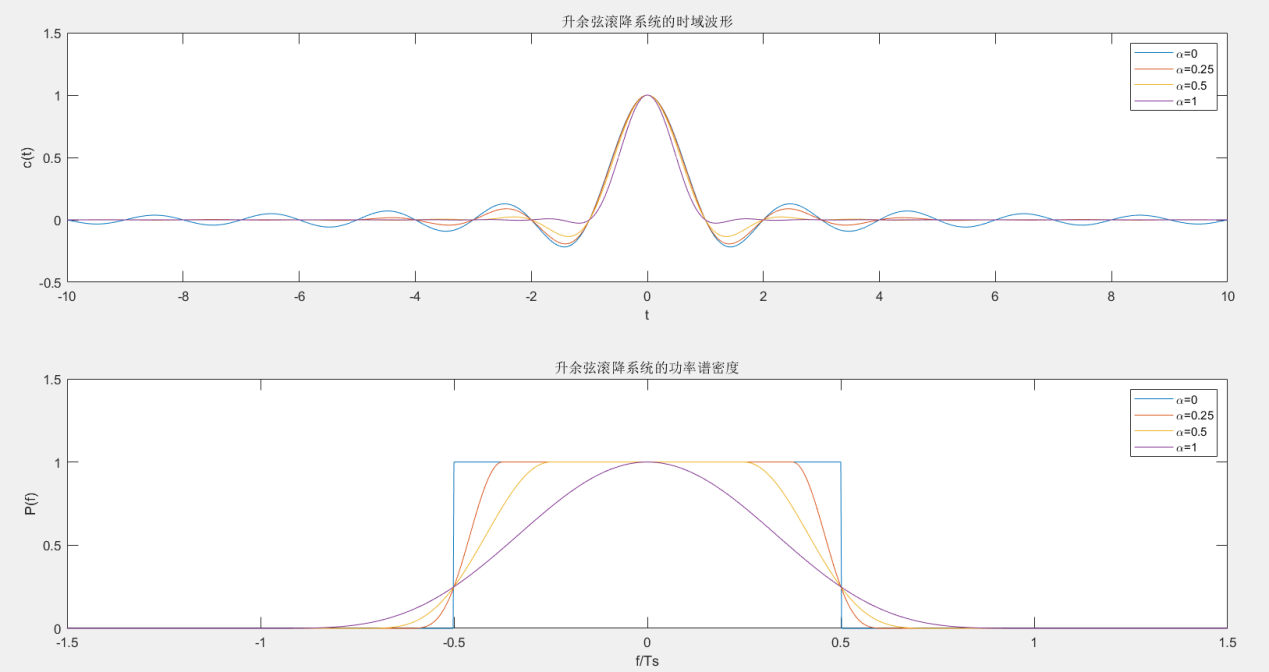 升余弦滚降系统的时域波形
1.5
1
0.5
0
-0.5
c(t)
-10 -8 -6 -4 -2 0 2 4 6 8 10
t
α=0
α=0.25
α=0.5
α=1
升余弦滚降系统的功率谱密度
1.5
1
0.5
0
P(f)
-1.5 -1 -0.5 0 0.5 1 1.5
f/Ts
α=0
α=0.25
α=0.5
α=1